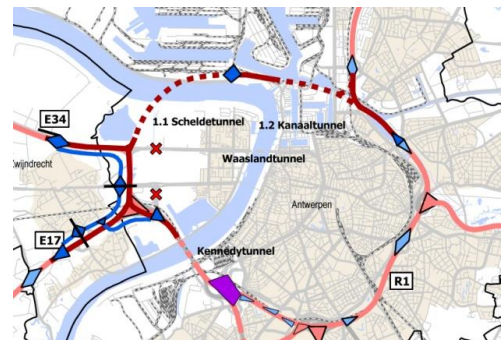 1.1 Scheldetunnel
1.2 Kanaaltunnel
E34
Waaslandtunnel
Zwijndrecht
Antwerpen
E17
Kennedytunnel
R1